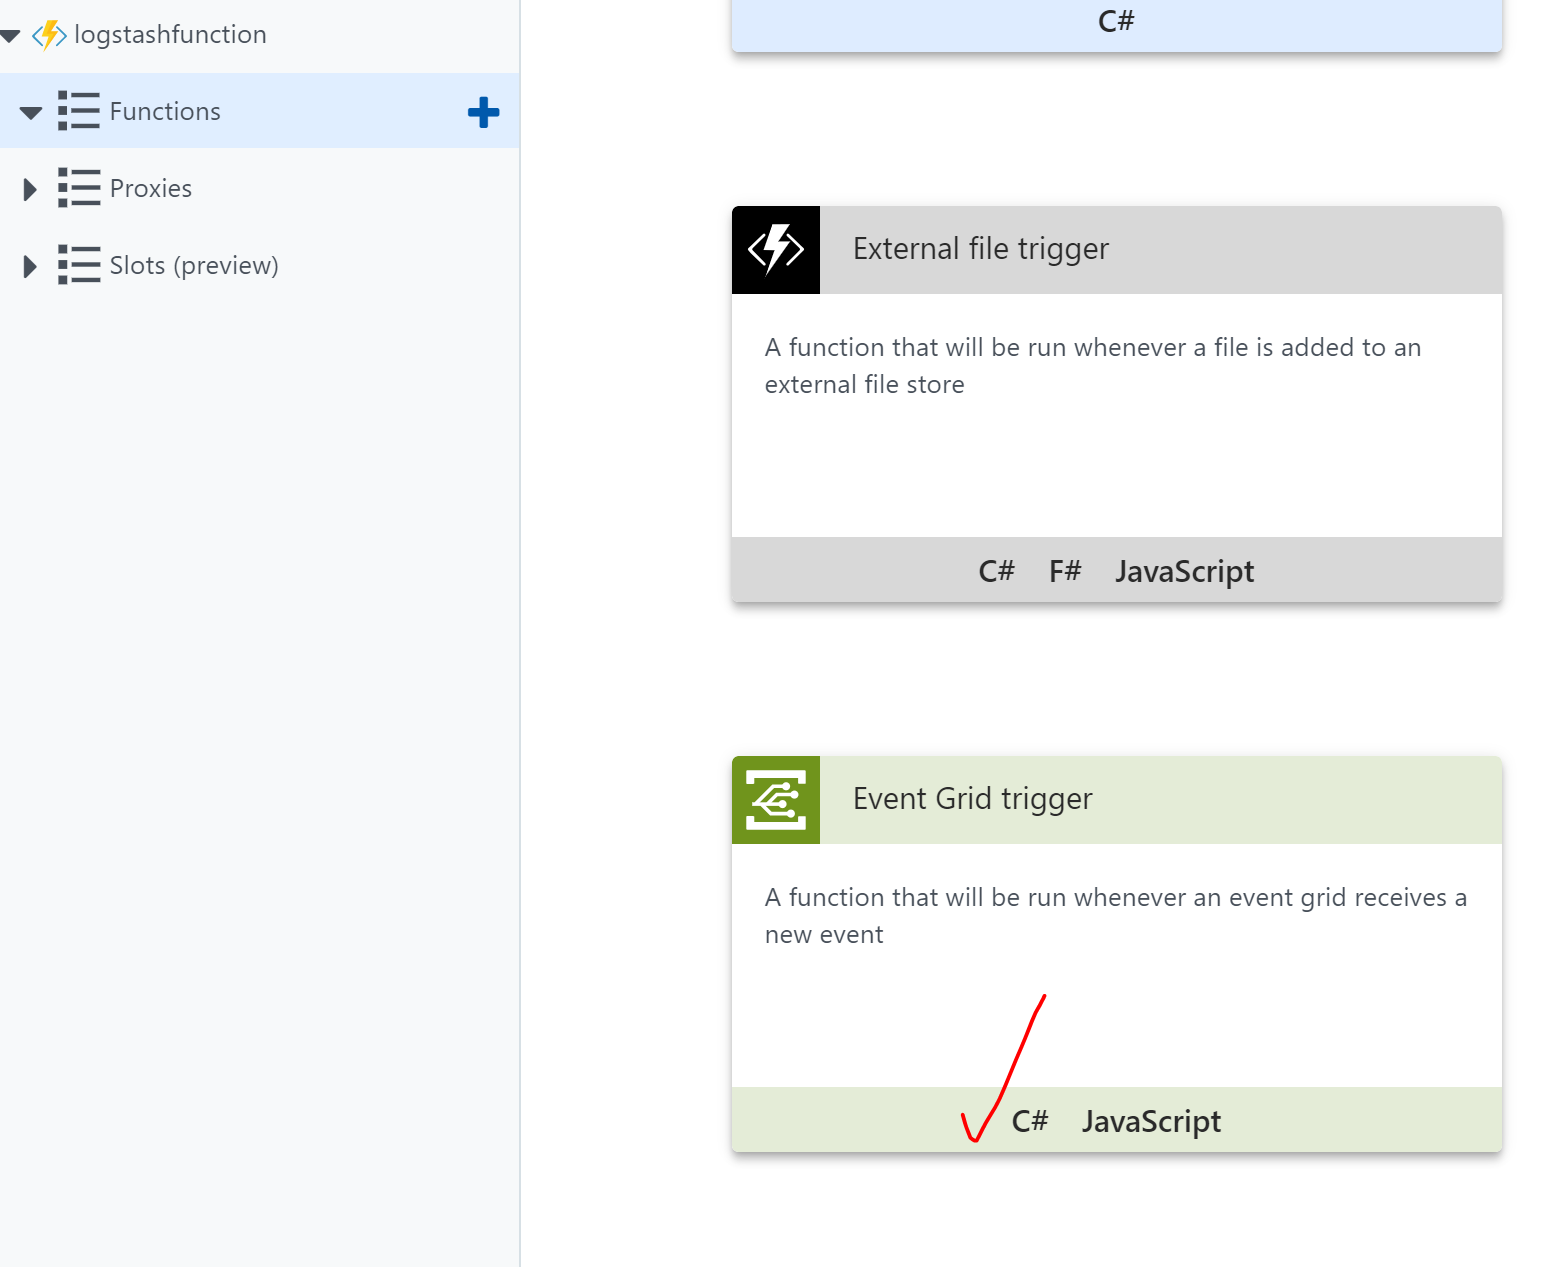 logstashfunction
Functions
Proxies
Slots (preview)
C#
External file trigger
A function that will be run whenever a file is added to an
external file store
C# F# JavaScript
Event Grid trigger
A function that will be run whenever an event grid receives a
new event
C# JavaScript